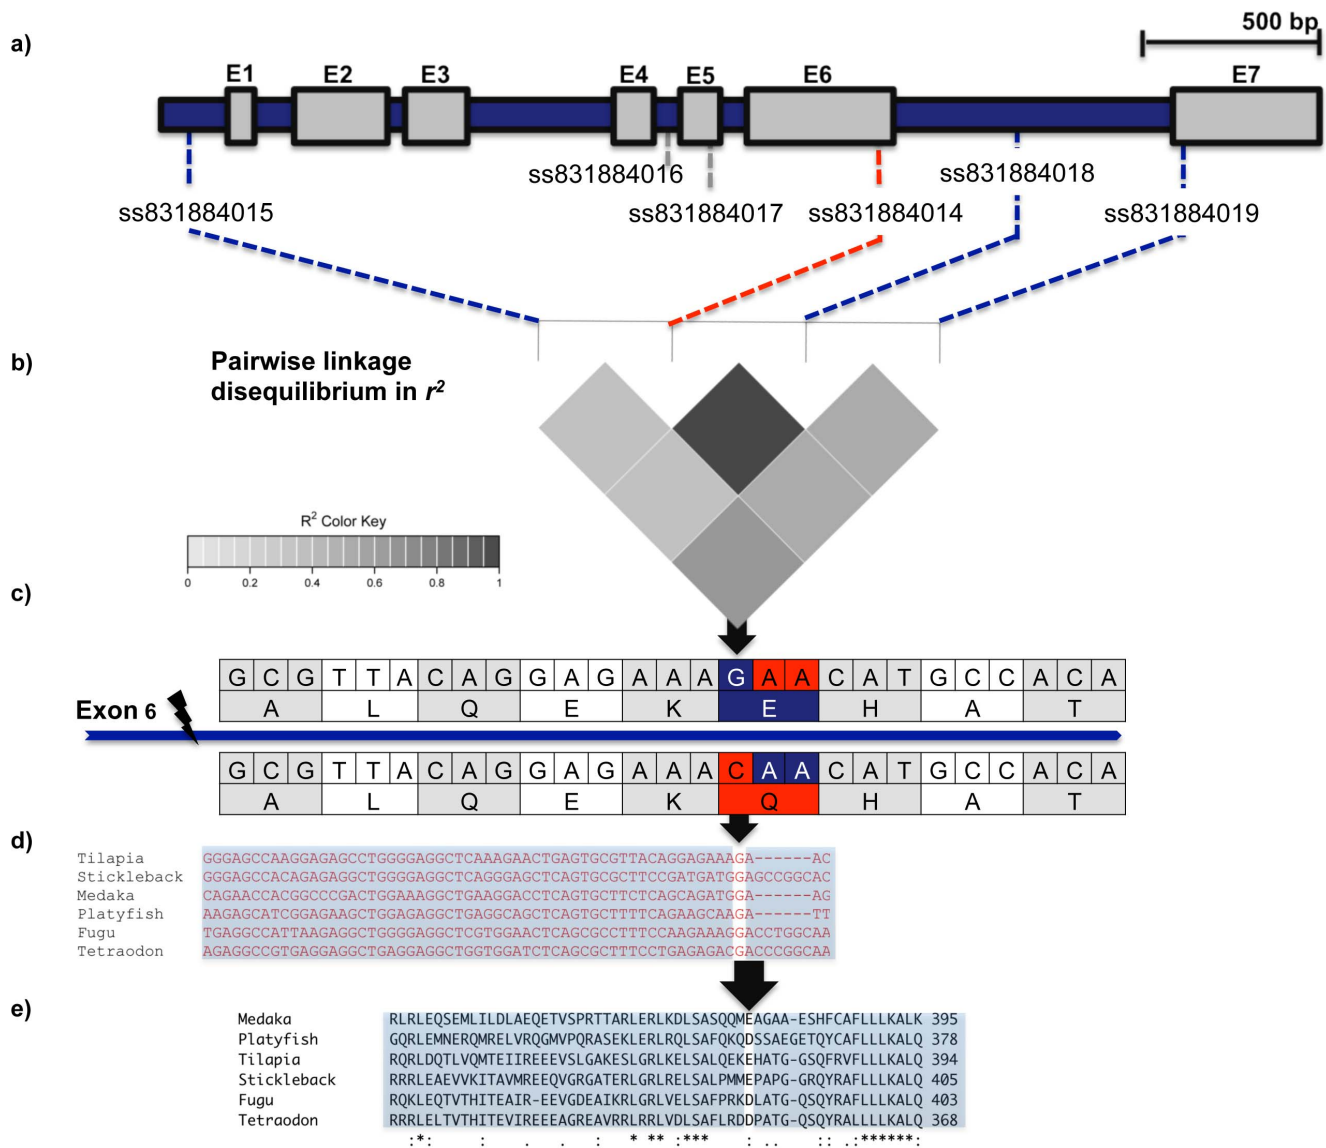 a)
500 bp
E1 E2 E3 E4 E5 E6 E7
ss831884016
ss831884018
ss831884015
ss831884017
ss831884014
ss831884019
b)
Pairwise linkage
disequilibrium in r²
R² Color Key
0 0.2 0.4 0.6 0.8 1
c)
G C G T T A C A G G A G A A A G A A C A T G C C A C A
A L Q E K E H A T
Exon 6
G C G T T A C A G G A G A A A C A A C A T G C C A C A
A L Q E K Q H A T
d)
Tilapia GGGAGCCAAGGAGAGCCTGGGGAGGCTCAAAGAACTGAGTGCGTTACAGGAGAAAGA------AC
Stickleback GGGAGCCACAGAGAGGCTGGGGAGGCTCAGGGAGCTCAGTGCGCTTCCGATGATGGAGCCGGCAC
Medaka CAGAACCACGGCCCGACTGGAAAGGCTGAAGGACCTCAGTGCTTCTCAGCAGATGGA------AG
Platyfish AAGAGCATCGGAGAAGCTGGAGAGGCTGAGGCAGCTCAGTGCTTTTCAGAAGCAAGA------TT
Fugu TGAGGCCATTAAGAGGCTGGGGAGGCTCGTGGAACTCAGCGCCTTTCCAAGAAAGGACCTGGCAA
Tetraodon AGAGGCCGTGAGGAGGCTGAGGAGGCTGGTGGATCTCAGCGCTTTCCTGAGAGACGACCCGGCAA
e)
Medaka RLRLEQSEMLILDLAEQETVSPRTTARLERLKDLSASQQMEAGAA-ESHFCAFLLLKALK 395
Platyfish GQRLEMNERQMRELVRQGMVPQRASEKLERLRQLSAFQKQDSSAEGETQYCAFLLLKALQ 378
Tilapia RQRLDQTLVQMTEIIREEEVSLGAKESLGRLKELSALQEKEHATG-GSQFRVFLLLKALQ 394
Stickleback RRRLEAEVVKITAVMREEQVGRGATERLGRLRELSALPMMEPAPG-GRQYRAFLLLKALQ 405
Fugu RQKLEQTVTHITEAIR-EEVGDEAIKRLGRLVELSAFPRKDLATG-QSQYRAFLLLKALQ 403
Tetraodon RRRLELTVTHITEVIREEEAGREAVRRLRRLVDLSAFLRDDPATG-QSQYRALLLLKALQ 368
:*: : . . : * ** :*** : .. :: .:******: